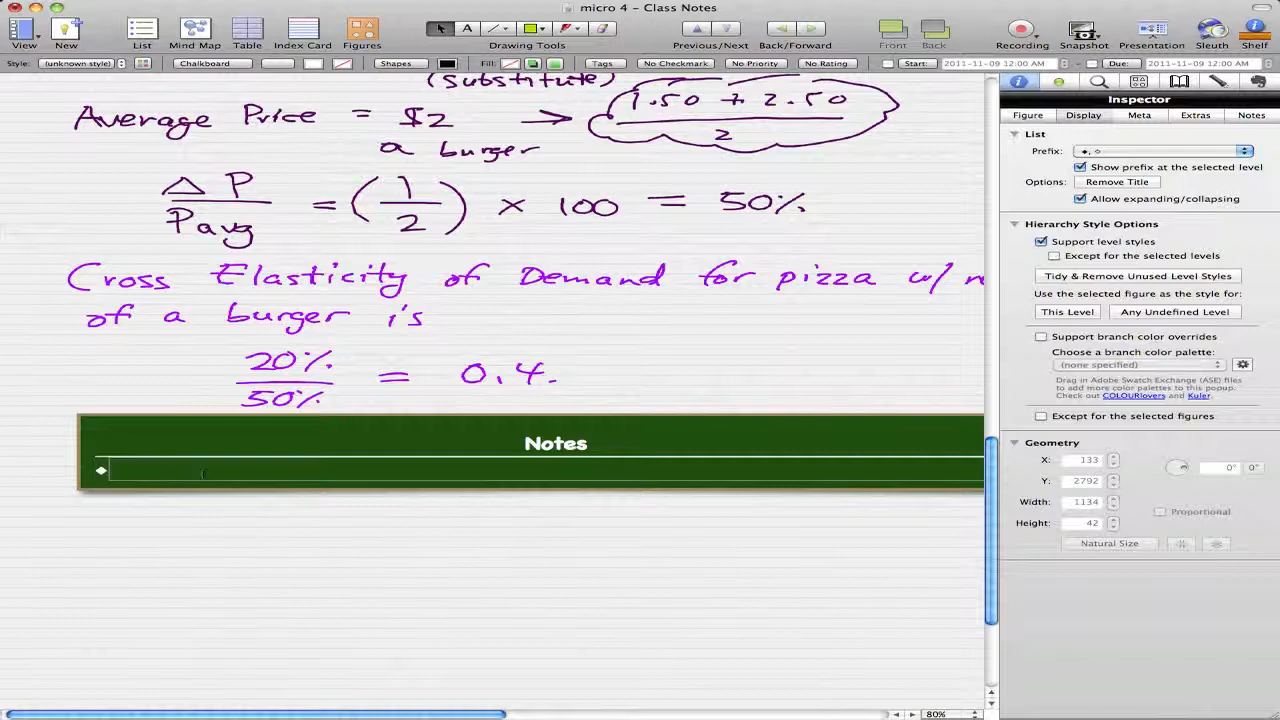 micro 4 - Class Notes
View New List Mind Map Table Index Card Figures Drawing Tools Previous/Next Back/Forward Front Back Recording Snapshot Presentation Sleuth Shelf
Style: (unknown style) Chalkboard Shapes Fill: Tags No Checkmark No Priority No Rating Start: 2011-11-09 12:00 AM Due: 2011-11-09 12:00 AM
Inspector
Figure Display Meta Extras Notes
List
Prefix:
Show prefix at the selected level
Options: Remove Title
Allow expanding/collapsing
Hierarchy Style Options
Support level styles
Except for the selected levels
Tidy & Remove Unused Level Styles
Use the selected figure as the style for:
This Level Any Undefined Level
Support branch color overrides
Choose a branch color palette:
(none specified)
Drag in Adobe Swatch Exchange (ASE) files
to add more color palettes to this popup.
Check out COLOURlovers and Kuler.
Except for the selected figures
Geometry
X: 133 0° 0°
Y: 2792
Width: 1134 Proportional
Height: 42
Natural Size
(substitute)
Average Price = $2 → 1.50 + 2.50
2
a burger
Δ P
P avg
= (1/2) × 100 = 50%
Cross Elasticity of Demand for pizza w/
of a burger is
20%
50%
= 0.4.
Notes
80%